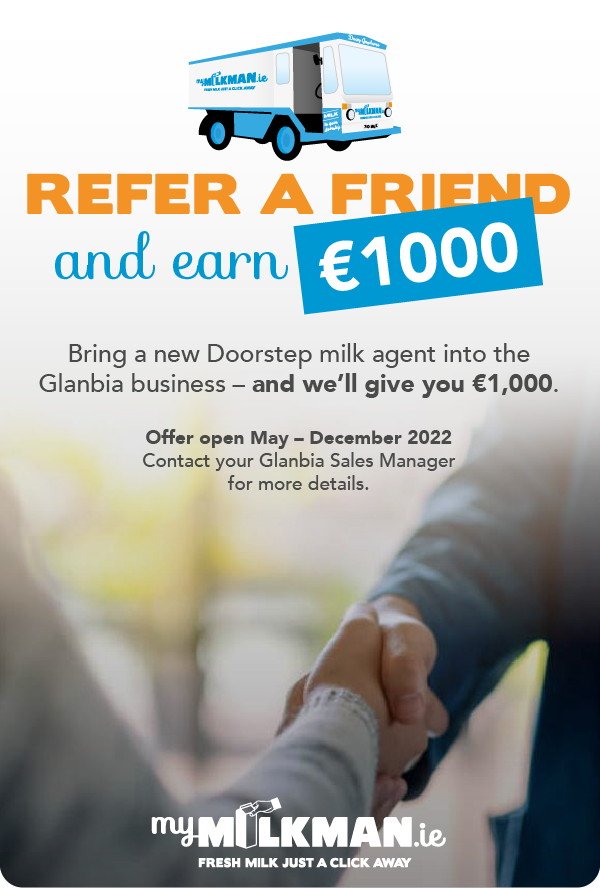 Dairy Goodness
myMILKMAN.ie
FRESH MILK JUST A CLICK AWAY
REFER A FRIEND
and earn €1000
Bring a new Doorstep milk agent into the
Glanbia business – and we’ll give you €1,000.
Offer open May – December 2022
Contact your Glanbia Sales Manager
for more details.
myMILKMAN.ie
FRESH MILK JUST A CLICK AWAY